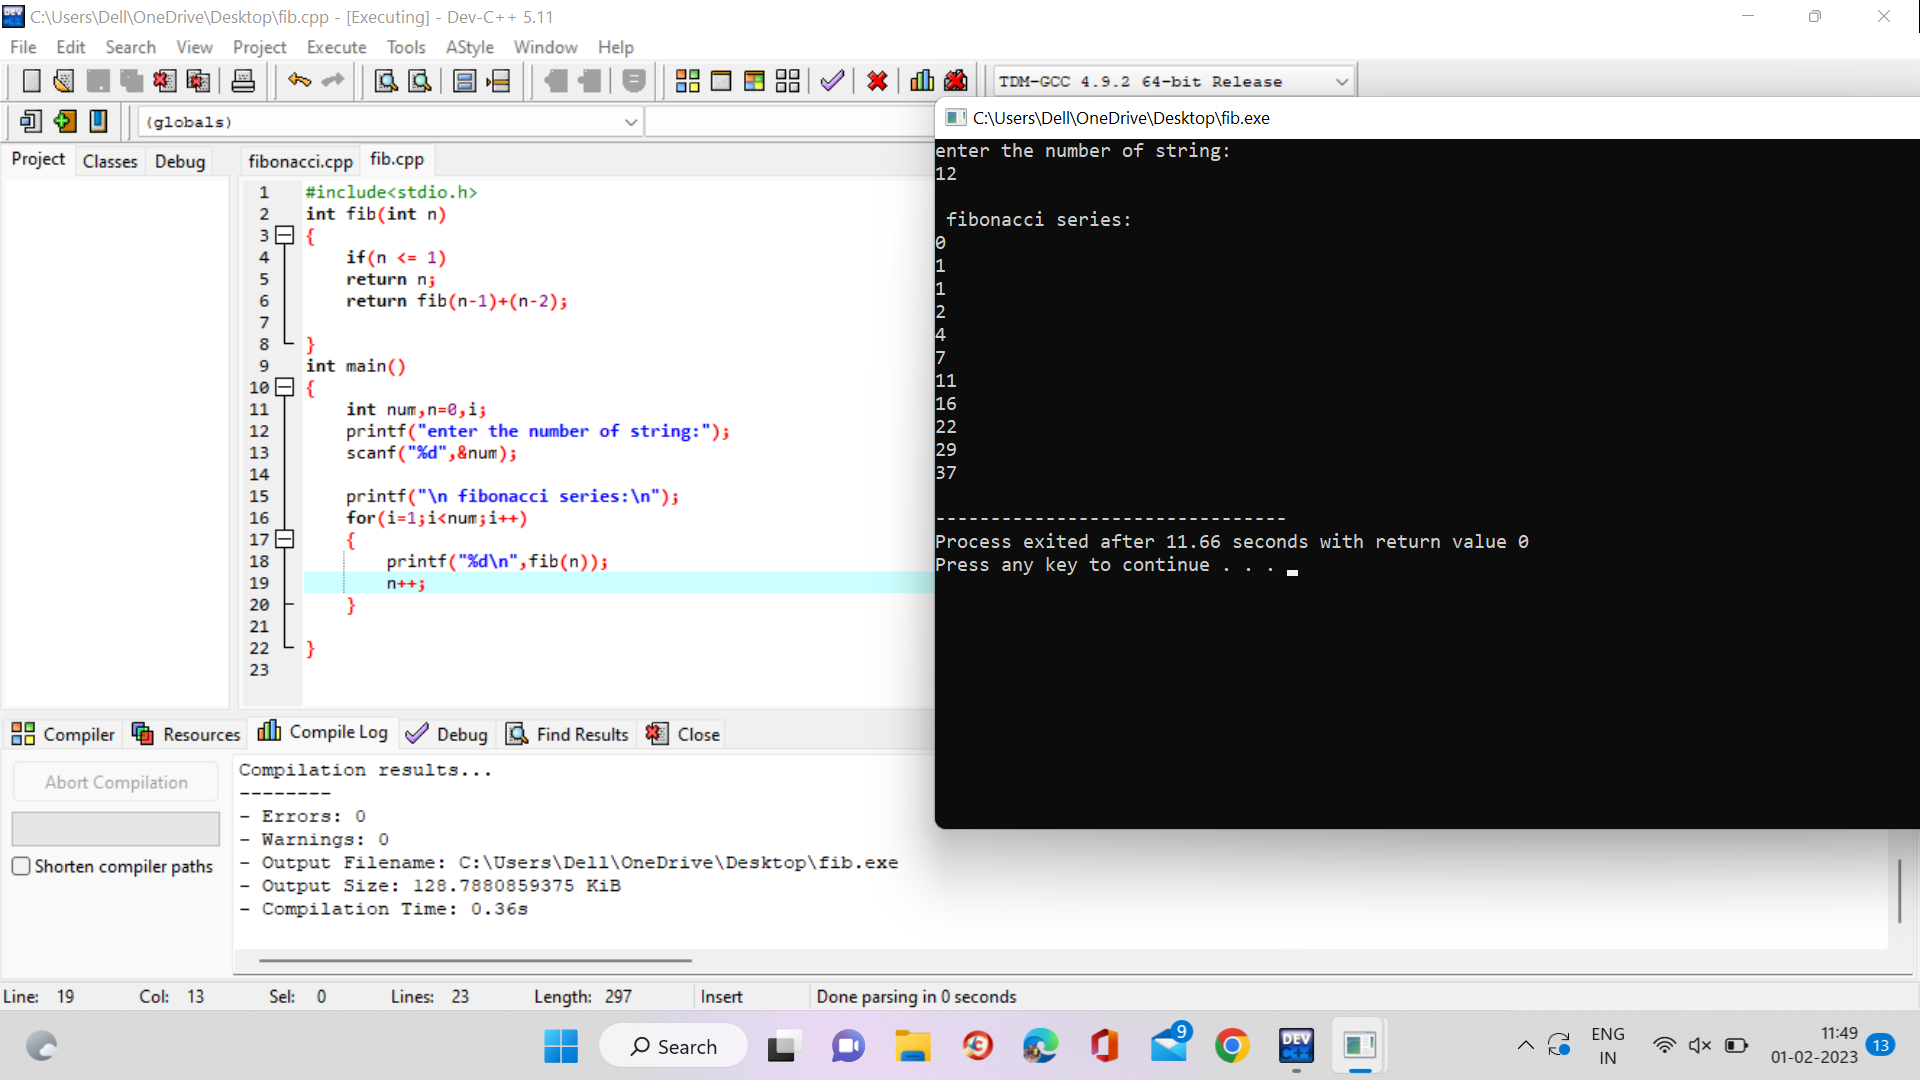 C:\Users\Dell\OneDrive\Desktop\fib.cpp - [Executing] - Dev-C++ 5.11
File Edit Search View Project Execute Tools AStyle Window Help
TDM-GCC 4.9.2 64-bit Release
(globals)
Project Classes Debug
fibonacci.cpp fib.cpp
1 #include<stdio.h>
2 int fib(int n)
3 {
4 if(n <= 1)
5 return n;
6 return fib(n-1)+(n-2);
7
8 }
9 int main()
10 {
11 int num,n=0,i;
12 printf("enter the number of string:");
13 scanf("%d",&num);
14
15 printf("\n fibonacci series:\n");
16 for(i=1;i<num;i++)
17 {
18 printf("%d\n",fib(n));
19 n++;
20 }
21
22 }
23
C:\Users\Dell\OneDrive\Desktop\fib.exe
enter the number of string:
12
fibonacci series:
0
1
1
2
4
7
11
16
22
29
37
--------------------------------
Process exited after 11.66 seconds with return value 0
Press any key to continue . . .
Compiler Resources Compile Log Debug Find Results Close
Abort Compilation
Shorten compiler paths
Compilation results...
--------
- Errors: 0
- Warnings: 0
- Output Filename: C:\Users\Dell\OneDrive\Desktop\fib.exe
- Output Size: 128.7880859375 KiB
- Compilation Time: 0.36s
Line: 19 Col: 13 Sel: 0 Lines: 23 Length: 297 Insert Done parsing in 0 seconds
Search
9
DEV
C++
ENG
IN
11:49
01-02-2023
13